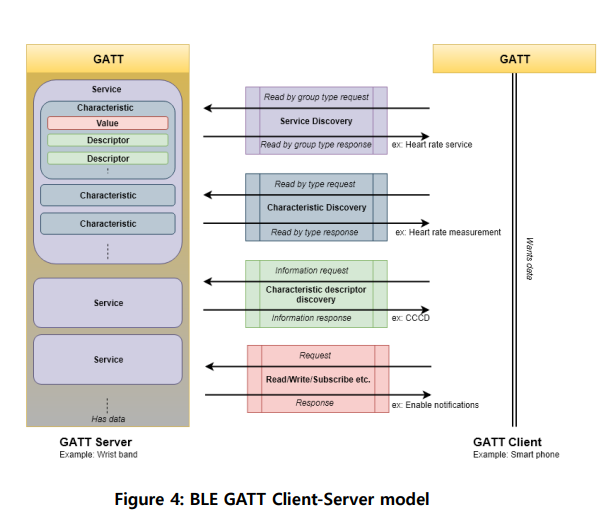 GATT
GATT
Service
Characteristic
Value
Descriptor
Descriptor
Characteristic
Characteristic
Service
Service
Has data
GATT Server
Example: Wrist band
Read by group type request
Service Discovery
Read by group type response
ex: Heart rate service
Read by type request
Characteristic Discovery
Read by type response
ex: Heart rate measurement
Information request
Characteristic descriptor
discovery
Information response
ex: CCCD
Request
Read/Write/Subscribe etc.
Response
ex: Enable notifications
Wants data
GATT Client
Example: Smart phone
Figure 4: BLE GATT Client-Server model